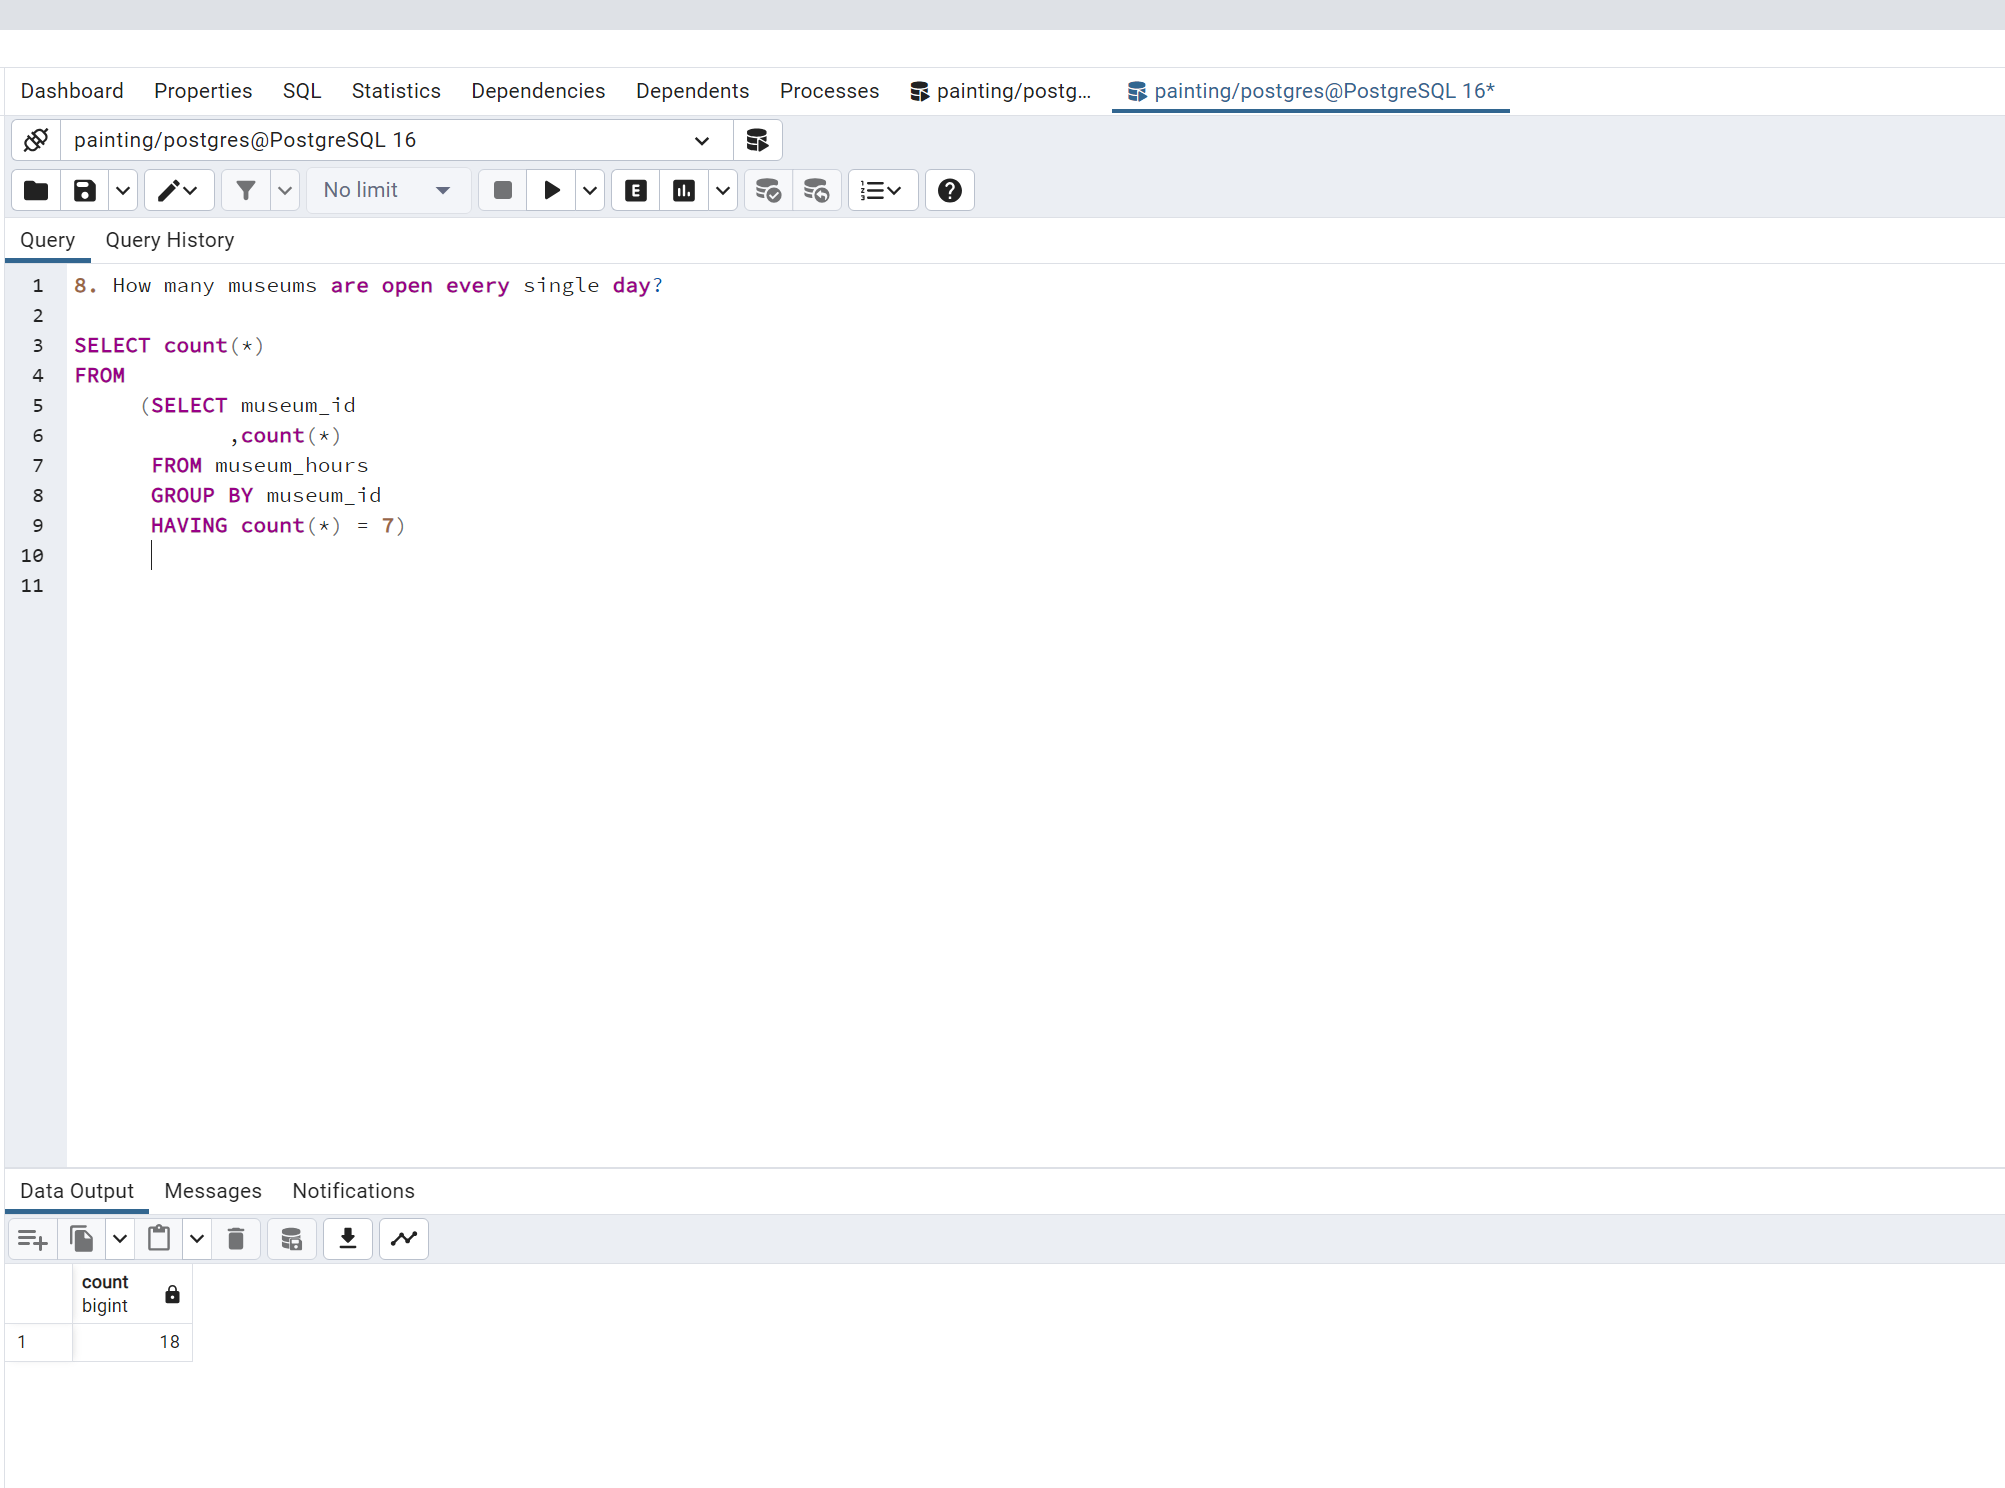 Dashboard Properties SQL Statistics Dependencies Dependents Processes painting/postg... painting/postgres@PostgreSQL 16*
painting/postgres@PostgreSQL 16
No limit E
Query Query History
1 8. How many museums are open every single day?
2
3 SELECT count(*)
4 FROM
5 (SELECT museum_id
6 ,count(*)
7 FROM museum_hours
8 GROUP BY museum_id
9 HAVING count(*) = 7)
10
11
Data Output Messages Notifications
count
bigint
1 18